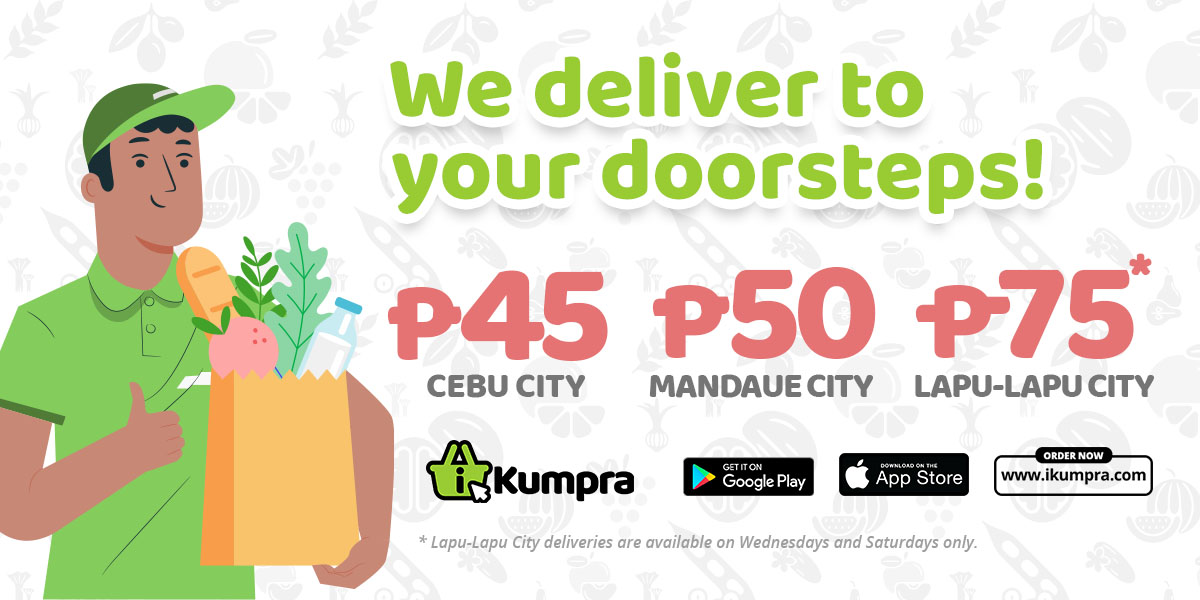 We deliver to
your doorsteps!
₱45
₱50
₱75*
CEBU CITY
MANDAUE CITY
LAPU-LAPU CITY
iKumpra
GET IT ON
Google Play
Download on the
App Store
ORDER NOW
www.ikumpra.com
* Lapu-Lapu City deliveries are available on Wednesdays and Saturdays only.